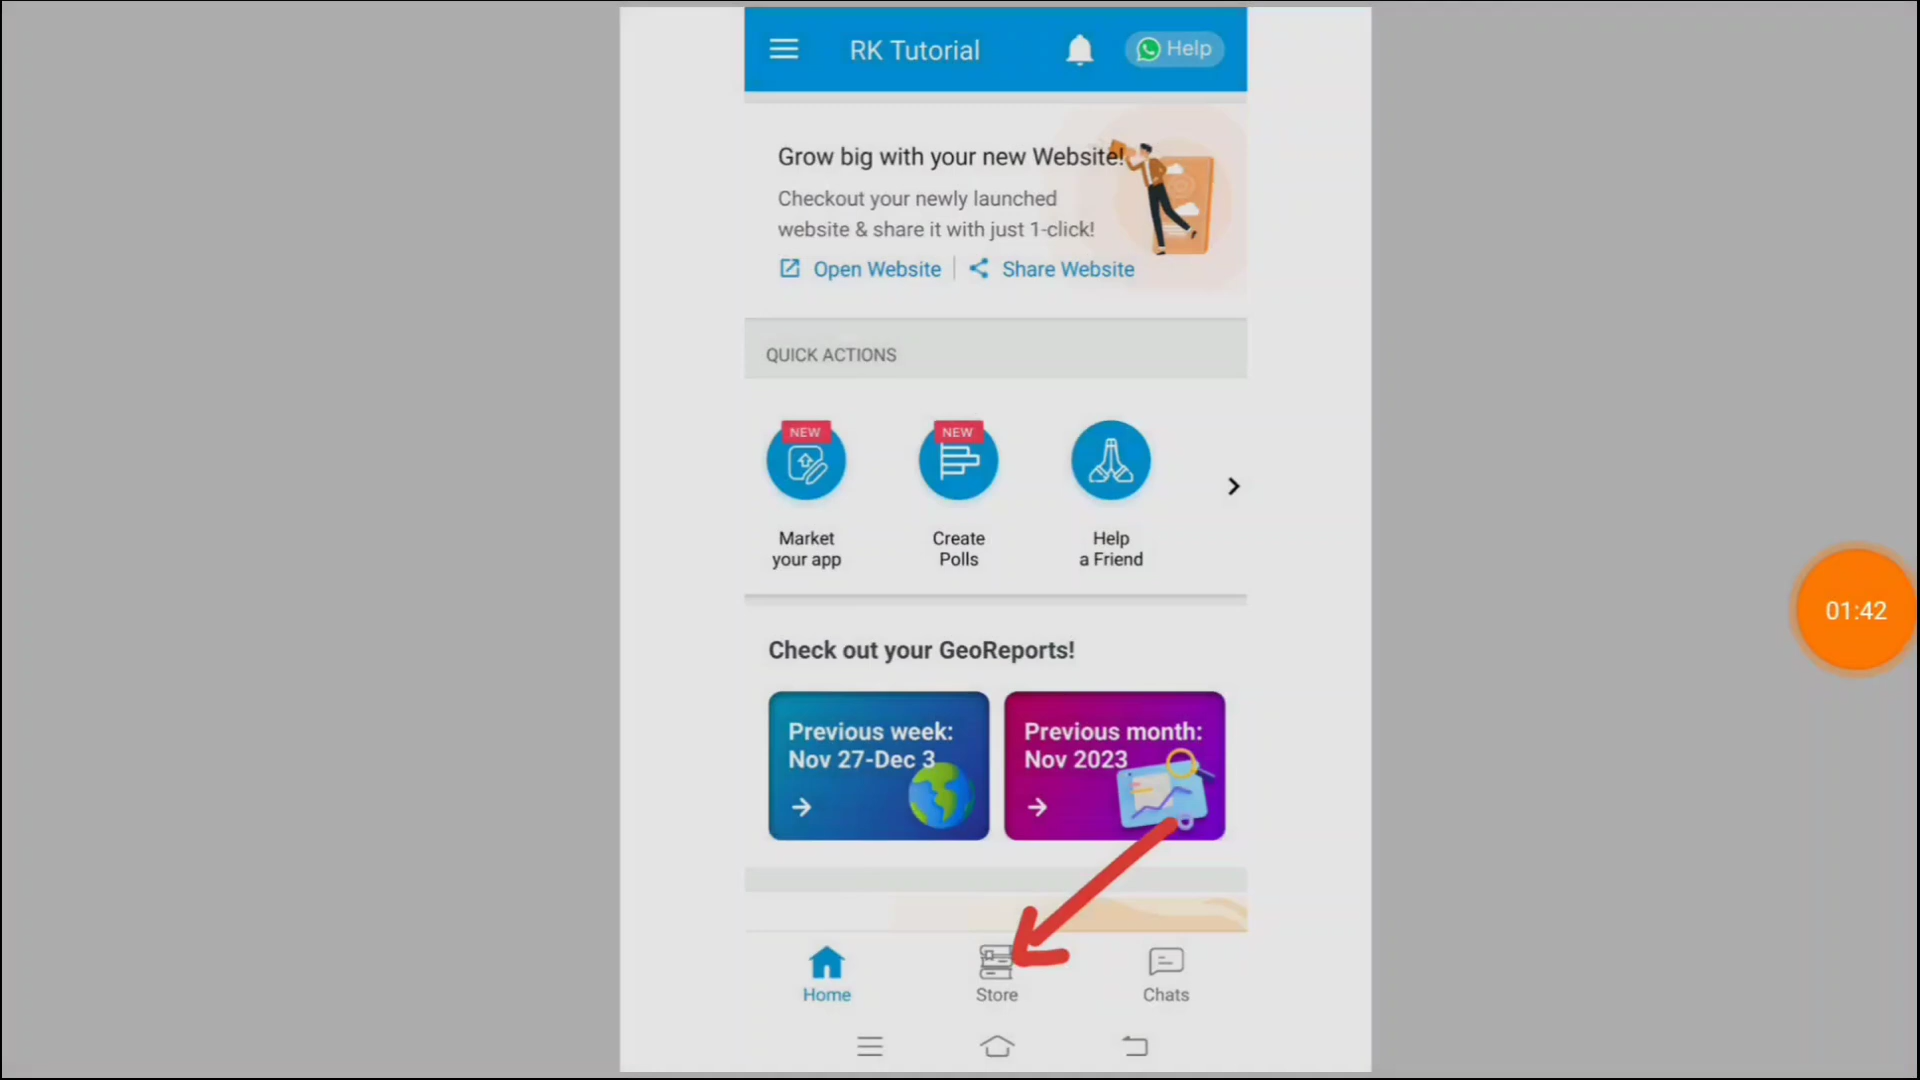 RK Tutorial
Help
Grow big with your new Website!
Checkout your newly launched
website & share it with just 1-click!
Open Website
Share Website
QUICK ACTIONS
NEW
NEW
Market
your app
Create
Polls
Help
a Friend
01:42
Check out your GeoReports!
Previous week:
Nov 27-Dec 3
Previous month:
Nov 2023
Home
Store
Chats